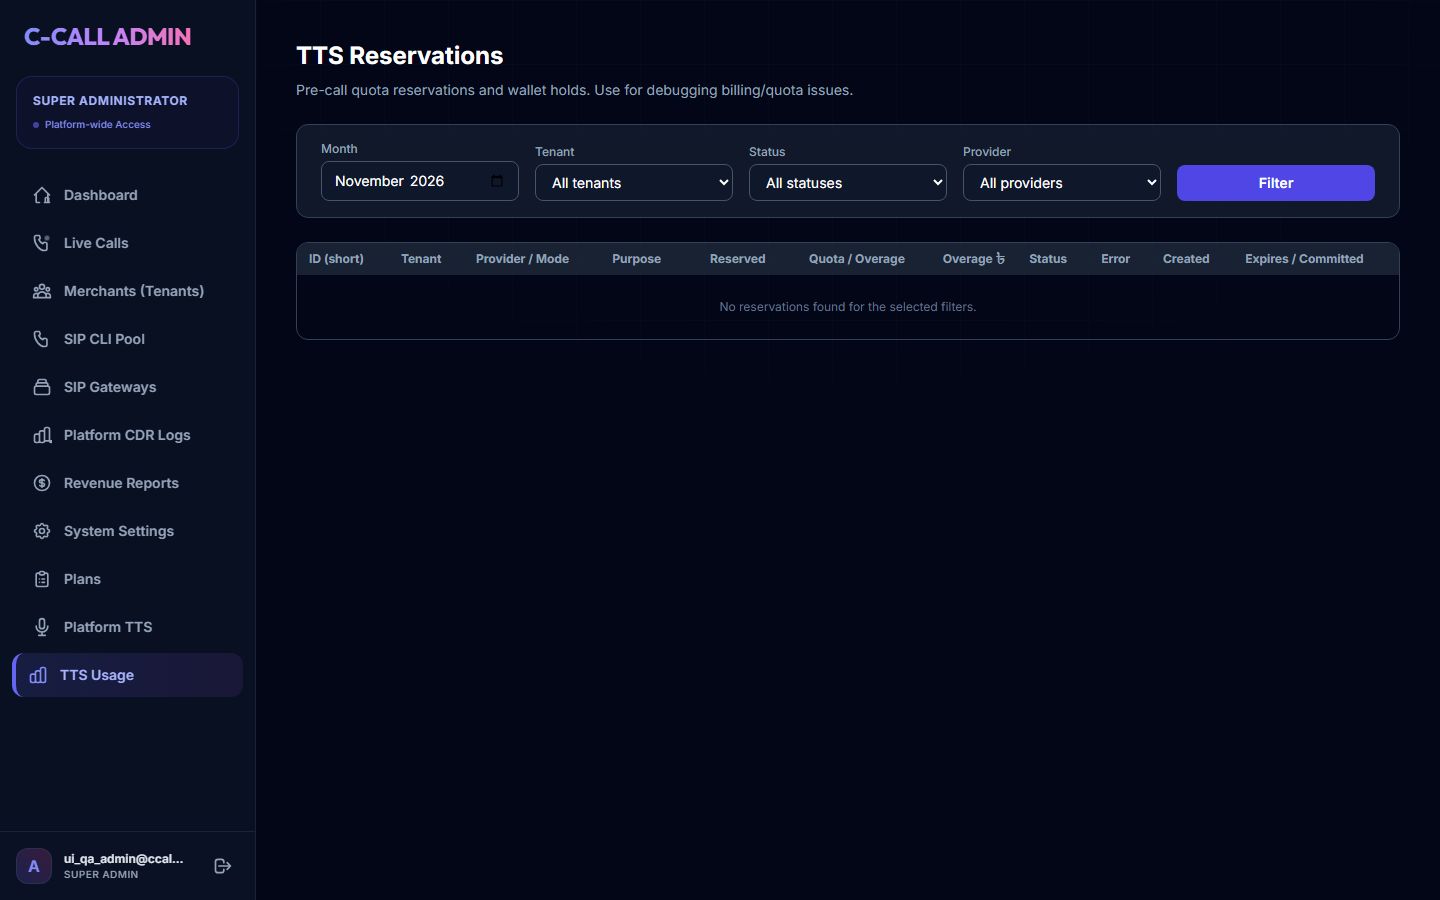 C-CALL ADMIN
SUPER ADMINISTRATOR
Platform-wide Access
Dashboard
Live Calls
Merchants (Tenants)
SIP CLI Pool
SIP Gateways
Platform CDR Logs
Revenue Reports
System Settings
Plans
Platform TTS
TTS Usage
A
ui_qa_admin@ccal...
SUPER ADMIN
TTS Reservations
Pre-call quota reservations and wallet holds. Use for debugging billing/quota issues.
Month Tenant Status Provider
November 2026 All tenants All statuses All providers Filter
ID (short) Tenant Provider / Mode Purpose Reserved Quota / Overage Overage ৳ Status Error Created Expires / Committed
No reservations found for the selected filters.